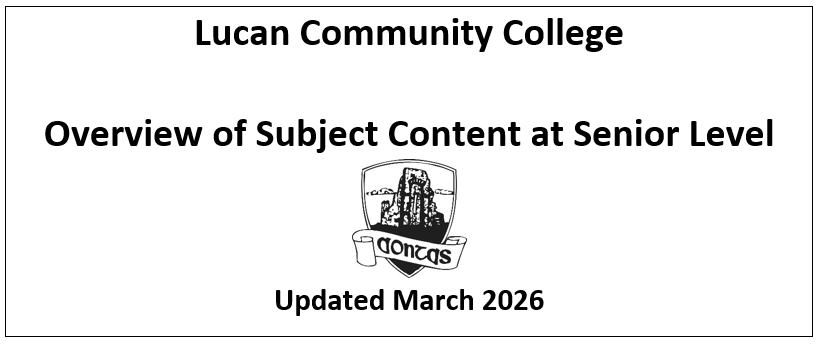 Lucan Community College
Overview of Subject Content at Senior Level
aontas
Updated March 2026